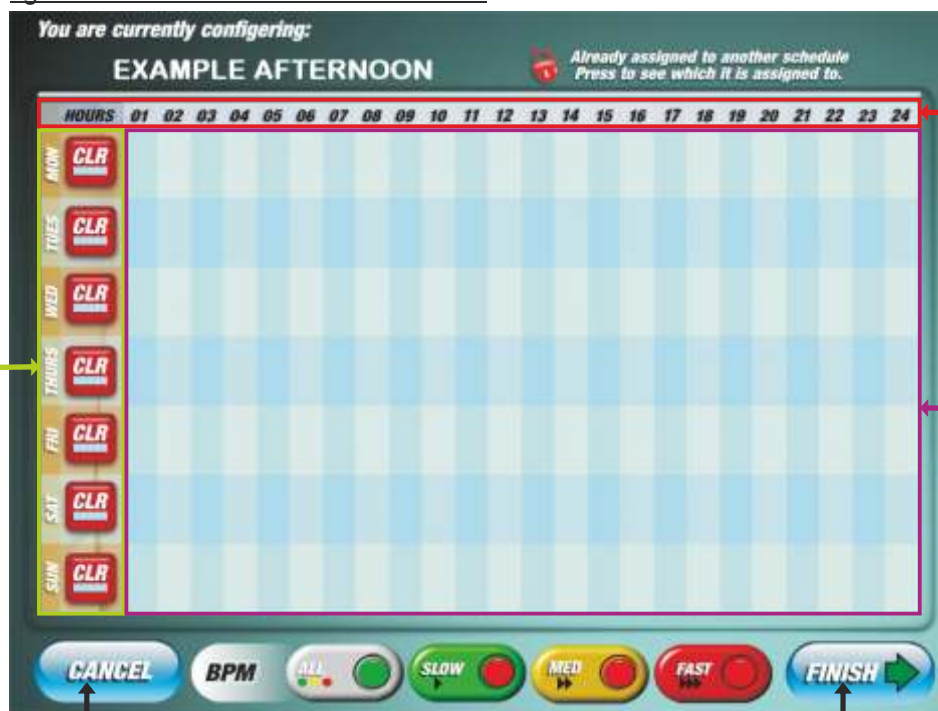 You are currently configering:
EXAMPLE AFTERNOON
Already assigned to another schedule
Press to see which it is assigned to.
HOURS 01 02 03 04 05 06 07 08 09 10 11 12 13 14 15 16 17 18 19 20 21 22 23 24
MON CLR
TUES CLR
WED CLR
THURS CLR
FRI CLR
SAT CLR
SUN CLR
CANCEL BPM ALL SLOW MED FAST FINISH